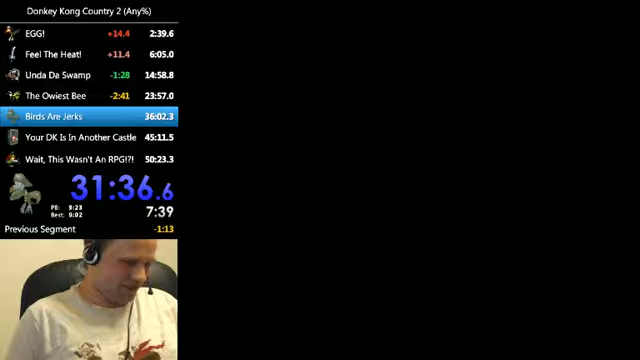 Donkey Kong Country 2 (Any%)
EGG! +14.4 2:39.6
Feel The Heat! +11.4 6:05.0
Unda Da Swamp -1:28 14:58.8
The Owiest Bee -2:41 23:57.0
Birds Are Jerks 36:02.3
Your DK Is In Another Castle 45:11.5
Wait, This Wasn't An RPG!?! 50:23.3
31:36.6
PB: 9:23
Best: 9:02
7:39
Previous Segment -1:13